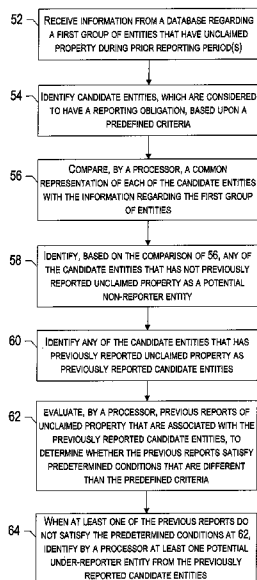 52
RECEIVE INFORMATION FROM A DATABASE REGARDING
A FIRST GROUP OF ENTITIES THAT HAVE UNCLAIMED
PROPERTY DURING PRIOR REPORTING PERIOD(S)
54
IDENTIFY CANDIDATE ENTITIES, WHICH ARE CONSIDERED
TO HAVE A REPORTING OBLIGATION, BASED UPON A
PREDEFINED CRITERIA
56
COMPARE, BY A PROCESSOR, A COMMON
REPRESENTATION OF EACH OF THE CANDIDATE ENTITIES
WITH THE INFORMATION REGARDING THE FIRST GROUP
OF ENTITIES
58
IDENTIFY, BASED ON THE COMPARISON OF 56, ANY OF
THE CANDIDATE ENTITIES THAT HAS NOT PREVIOUSLY
REPORTED UNCLAIMED PROPERTY AS A POTENTIAL
NON-REPORTER ENTITY
60
IDENTIFY ANY OF THE CANDIDATE ENTITIES THAT HAS
PREVIOUSLY REPORTED UNCLAIMED PROPERTY AS
PREVIOUSLY REPORTED CANDIDATE ENTITIES
62
EVALUATE, BY A PROCESSOR, PREVIOUS REPORTS OF
UNCLAIMED PROPERTY THAT ARE ASSOCIATED WITH THE
PREVIOUSLY REPORTED CANDIDATE ENTITIES, TO
DETERMINE WHETHER THE PREVIOUS REPORTS SATISFY
PREDETERMINED CONDITIONS THAT ARE DIFFERENT
THAN THE PREDEFINED CRITERIA
64
WHEN AT LEAST ONE OF THE PREVIOUS REPORTS DO
NOT SATISFY THE PREDETERMINED CONDITIONS AT 62,
IDENTIFY BY A PROCESSOR AT LEAST ONE POTENTIAL
UNDER-REPORTER ENTITY FROM THE PREVIOUSLY
REPORTED CANDIDATE ENTITIES